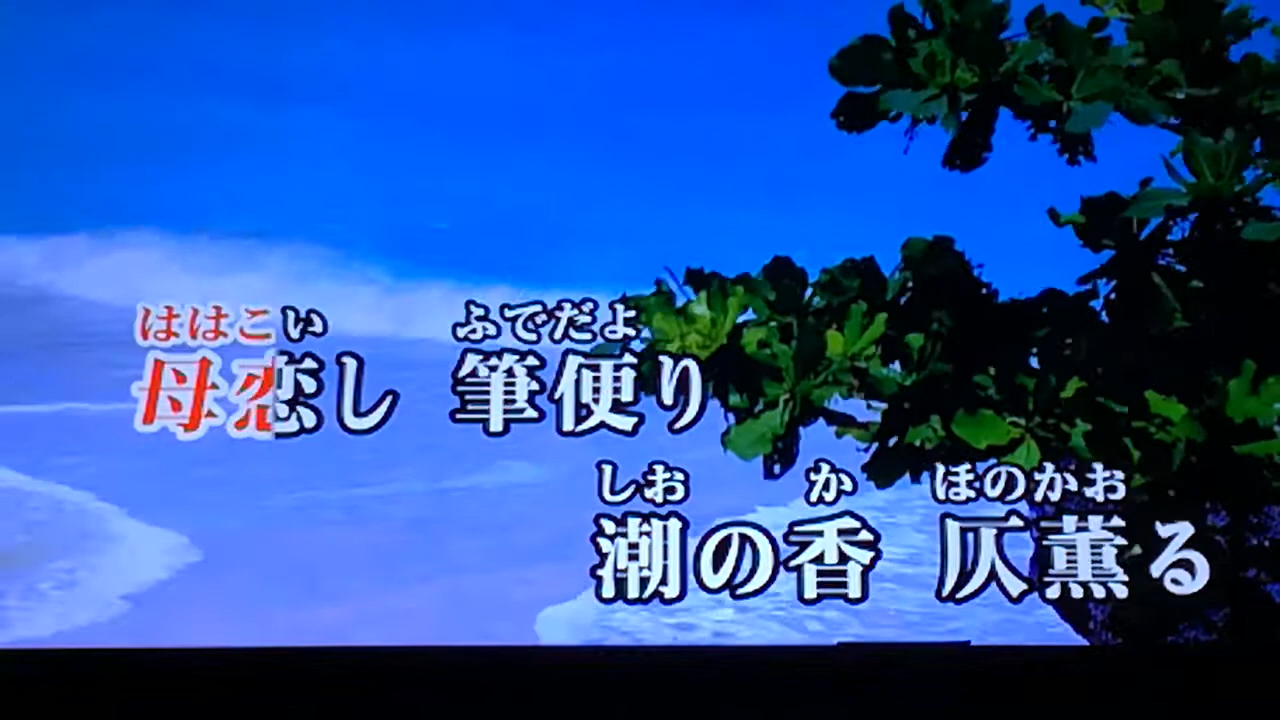 ははこい ふでだよ
母恋し 筆便り
しお か ほのかお
潮の香 仄薫る